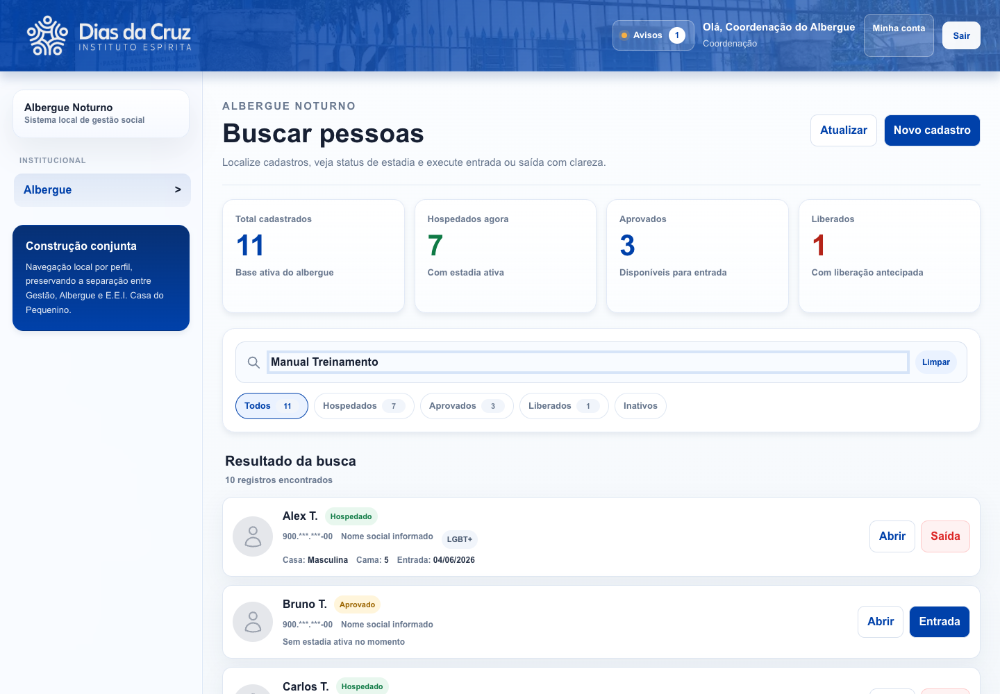 Dias da Cruz
INSTITUTO ESPÍRITA
Avisos 1
Olá, Coordenação do Albergue
Coordenação
Minha conta
Sair
Albergue Noturno
Sistema local de gestão social
INSTITUCIONAL
Albergue >
Construção conjunta
Navegação local por perfil,
preservando a separação entre
Gestão, Albergue e E.E.I. Casa do
Pequenino.
ALBERGUE NOTURNO
Buscar pessoas
Localize cadastros, veja status de estadia e execute entrada ou saída com clareza.
Atualizar
Novo cadastro
Total cadastrados
11
Base ativa do albergue
Hospedados agora
7
Com estadia ativa
Aprovados
3
Disponíveis para entrada
Liberados
1
Com liberação antecipada
Manual Treinamento
Limpar
Todos 11
Hospedados 7
Aprovados 3
Liberados 1
Inativos
Resultado da busca
10 registros encontrados
Alex T. Hospedado
900.***.***-00 Nome social informado LGBT+
Casa: Masculina Cama: 5 Entrada: 04/06/2026
Abrir
Saída
Bruno T. Aprovado
900.***.***-00 Nome social informado
Sem estadia ativa no momento
Abrir
Entrada
Carlos T. Hospedado